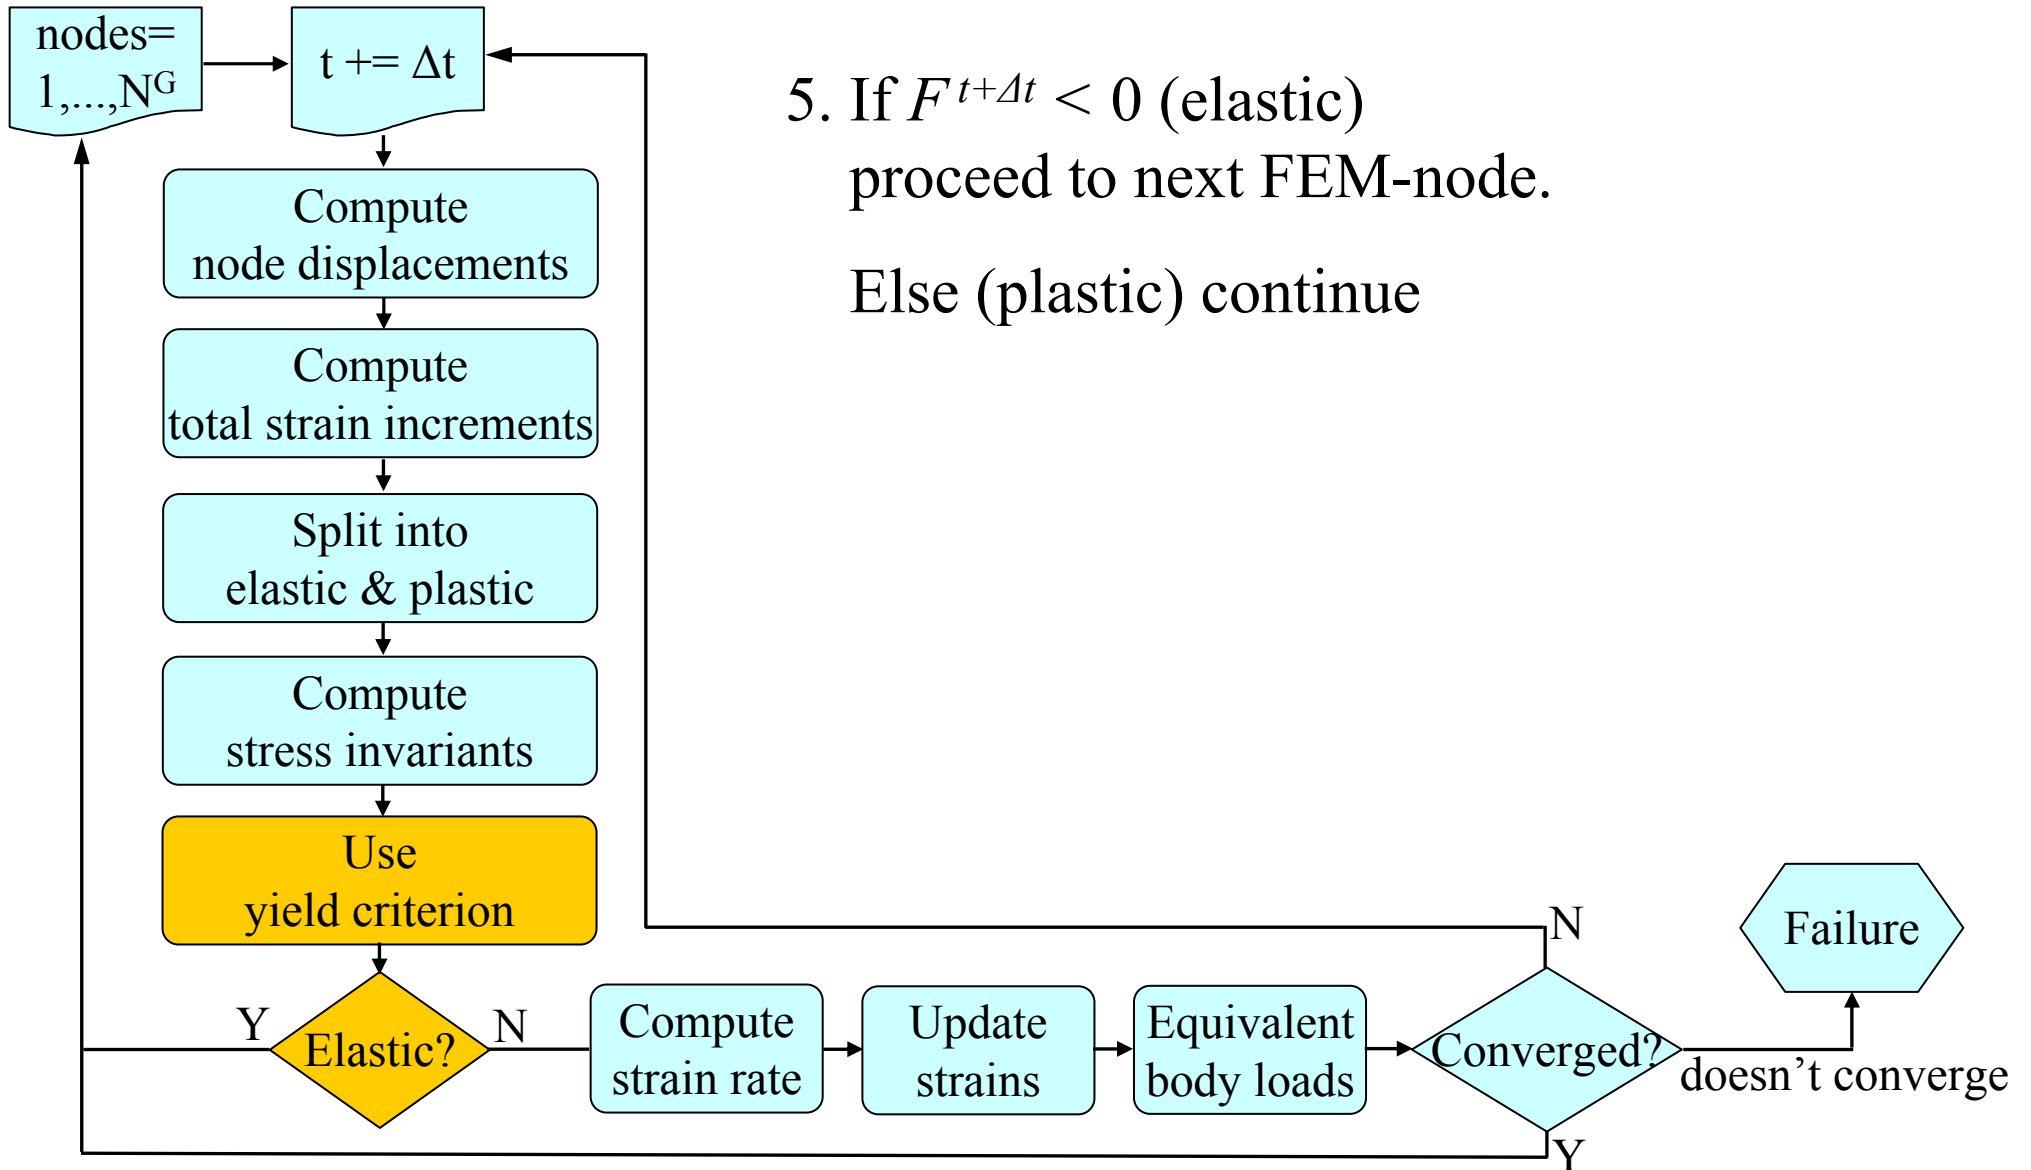 nodes=
1,...,Nᴳ
t += Δt
5. If F t+Δt < 0 (elastic)
proceed to next FEM-node.
Else (plastic) continue
Compute
node displacements
Compute
total strain increments
Split into
elastic & plastic
Compute
stress invariants
Use
yield criterion
Y
Elastic?
N
Compute
strain rate
Update
strains
Equivalent
body loads
N
Converged?
Y
doesn’t converge
Failure